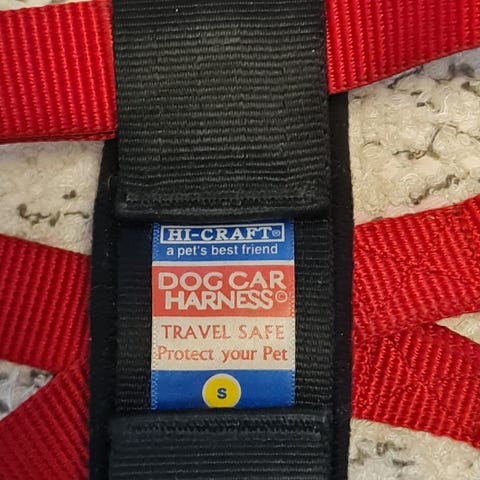 HI-CRAFT®
a pet's best friend
DOG CAR
HARNESS©
TRAVEL SAFE
Protect your Pet
S